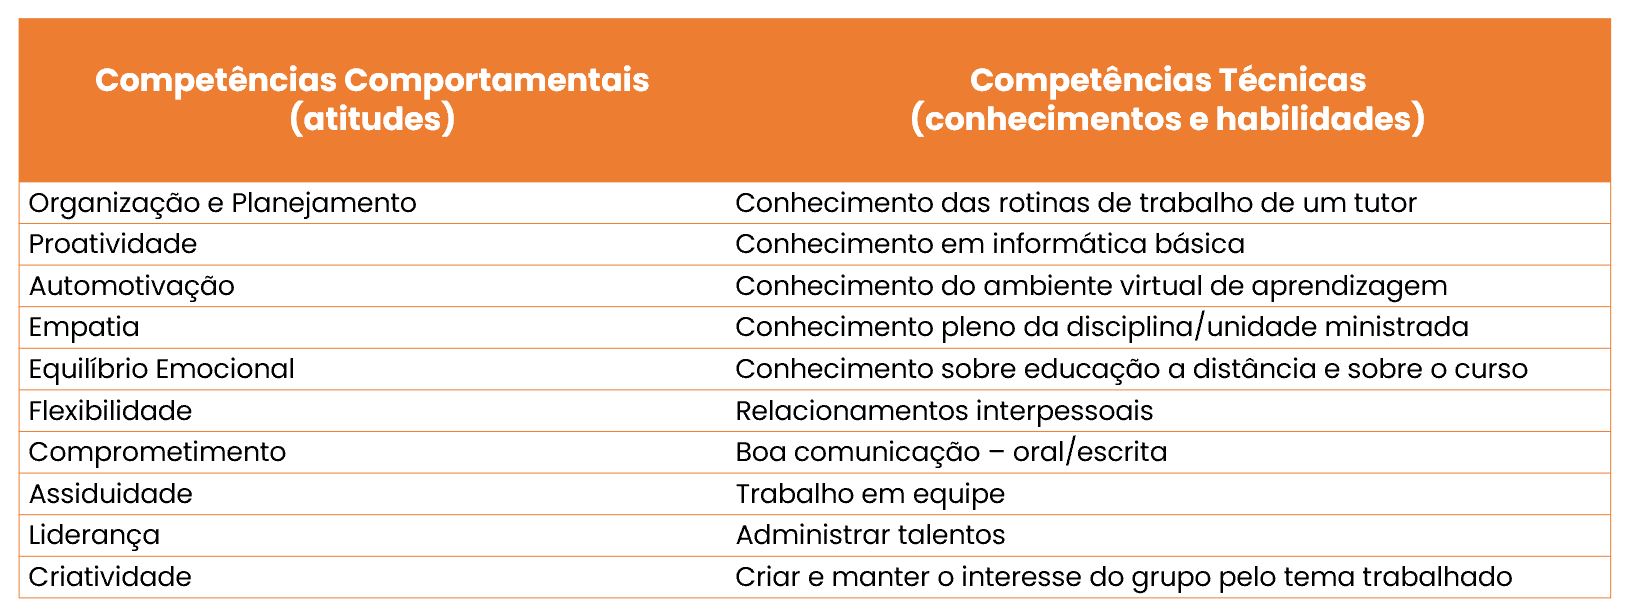 Competências Comportamentais
(atitudes)
Competências Técnicas
(conhecimentos e habilidades)
Organização e Planejamento
Conhecimento das rotinas de trabalho de um tutor
Proatividade
Conhecimento em informática básica
Automotivação
Conhecimento do ambiente virtual de aprendizagem
Empatia
Conhecimento pleno da disciplina/unidade ministrada
Equilíbrio Emocional
Conhecimento sobre educação a distância e sobre o curso
Flexibilidade
Relacionamentos interpessoais
Comprometimento
Boa comunicação – oral/escrita
Assiduidade
Trabalho em equipe
Liderança
Administrar talentos
Criatividade
Criar e manter o interesse do grupo pelo tema trabalhado